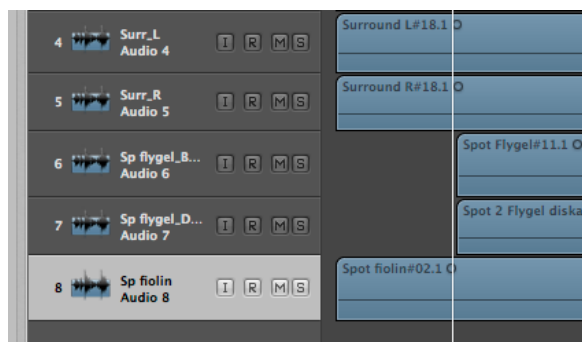 4 Surr_L I R M S
Audio 4
Surround L#18.1 O
5 Surr_R I R M S
Audio 5
Surround R#18.1 O
6 Sp flygel_B... I R M S
Audio 6
Spot Flygel#11.1 O
7 Sp flygel_D... I R M S
Audio 7
Spot 2 Flygel diska
8 Sp fiolin I R M S
Audio 8
Spot fiolin#02.1 O